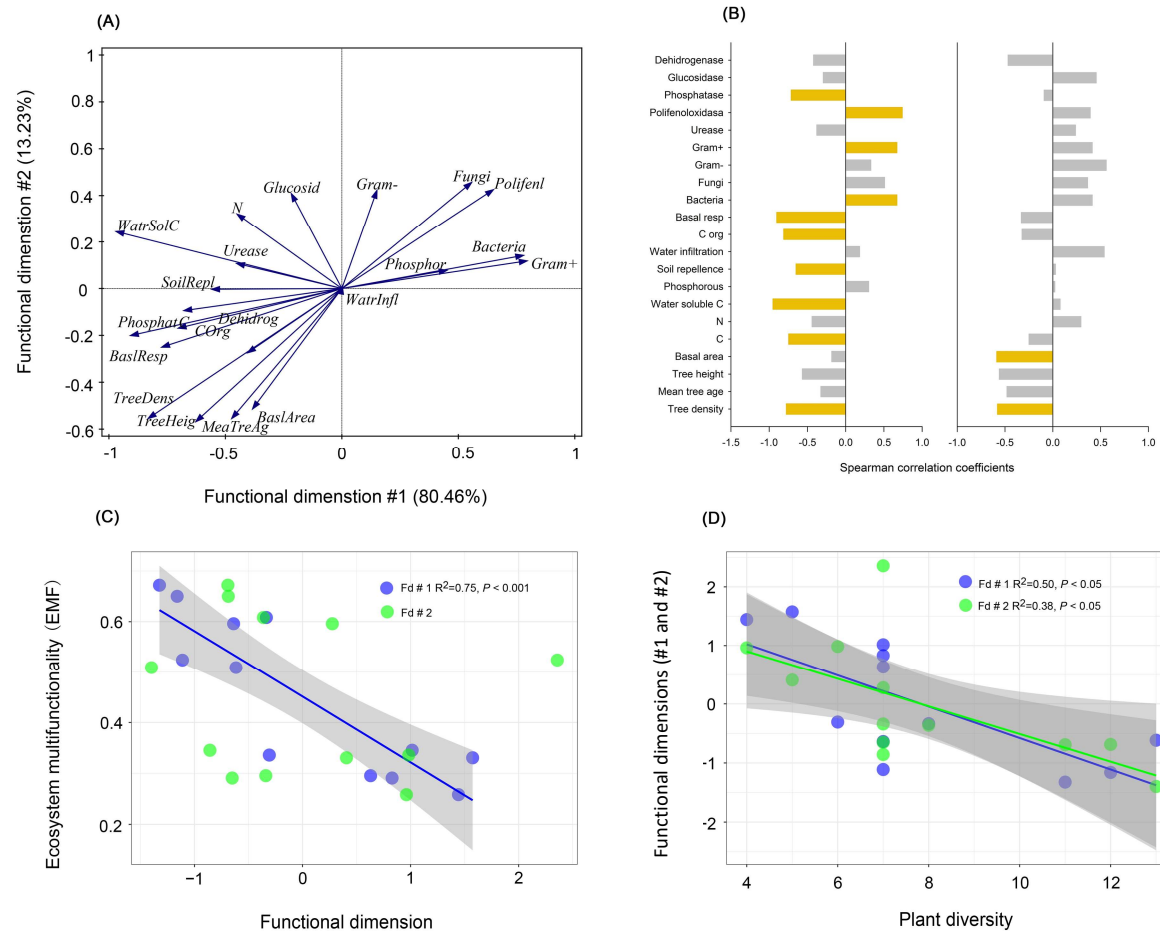 (A)
1
0.8
0.6
0.4
0.2
0
-0.2
-0.4
-0.6
Functional dimenstion #2 (13.23%)
Glucosid
Gram-
Fungi
Polifenl
N
WatrSolC
Urease
Bacteria
Phosphor
Gram+
SoilRepl
WatrInfl
PhosphatC
Dehidrog
COrg
BaslResp
TreeDens
TreeHeig
MeaTreAg
BaslArea
-1
-0.5
0
0.5
1
Functional dimenstion #1 (80.46%)
(B)
Dehidrogenase
Glucosidase
Phosphatase
Polifenoloxidasa
Urease
Gram+
Gram-
Fungi
Bacteria
Basal resp
C org
Water infiltration
Soil repellence
Phosphorous
Water soluble C
N
C
Basal area
Tree height
Mean tree age
Tree density
-1.5 -1.0 -0.5 0.0 0.5 1.0
-1.0 -0.5 0.0 0.5 1.0
Spearman correlation coefficients
(C)
Ecosystem multifunctionality (EMF)
0.6
0.4
0.2
Fd # 1 R²=0.75, P < 0.001
Fd # 2
−1 0 1 2
Functional dimension
(D)
Functional dimensions (#1 and #2)
2
1
0
-1
-2
Fd # 1 R²=0.50, P < 0.05
Fd # 2 R²=0.38, P < 0.05
4 6 8 10 12
Plant diversity